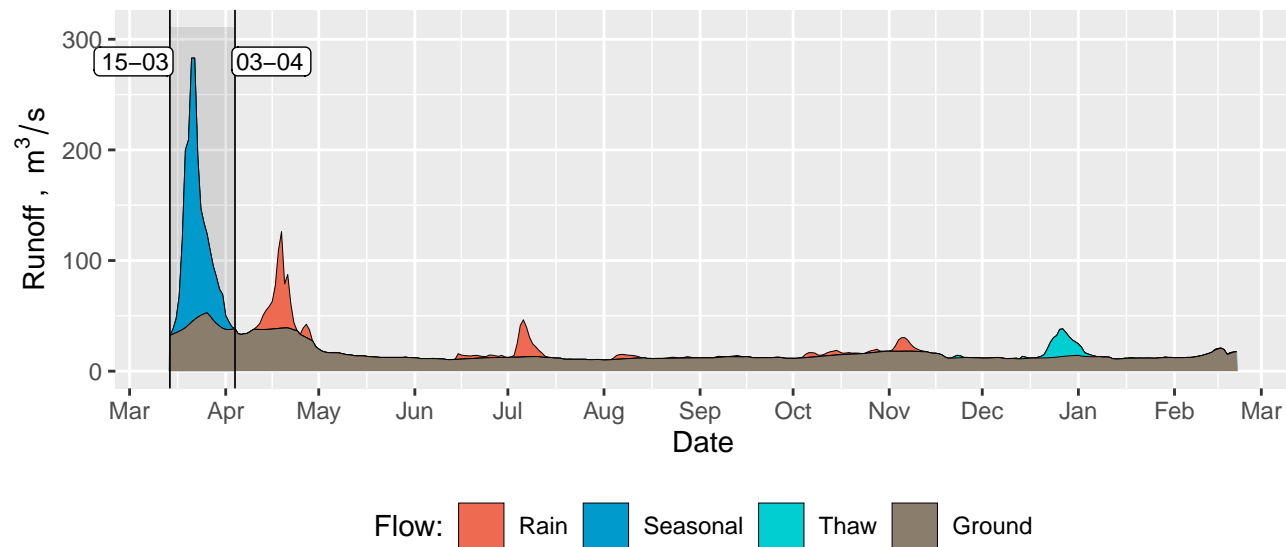 300
200
100
0
Runoff , m³/s
15−03
03−04
Mar Apr May Jun Jul Aug Sep Oct Nov Dec Jan Feb Mar
Date
Flow: Rain Seasonal Thaw Ground